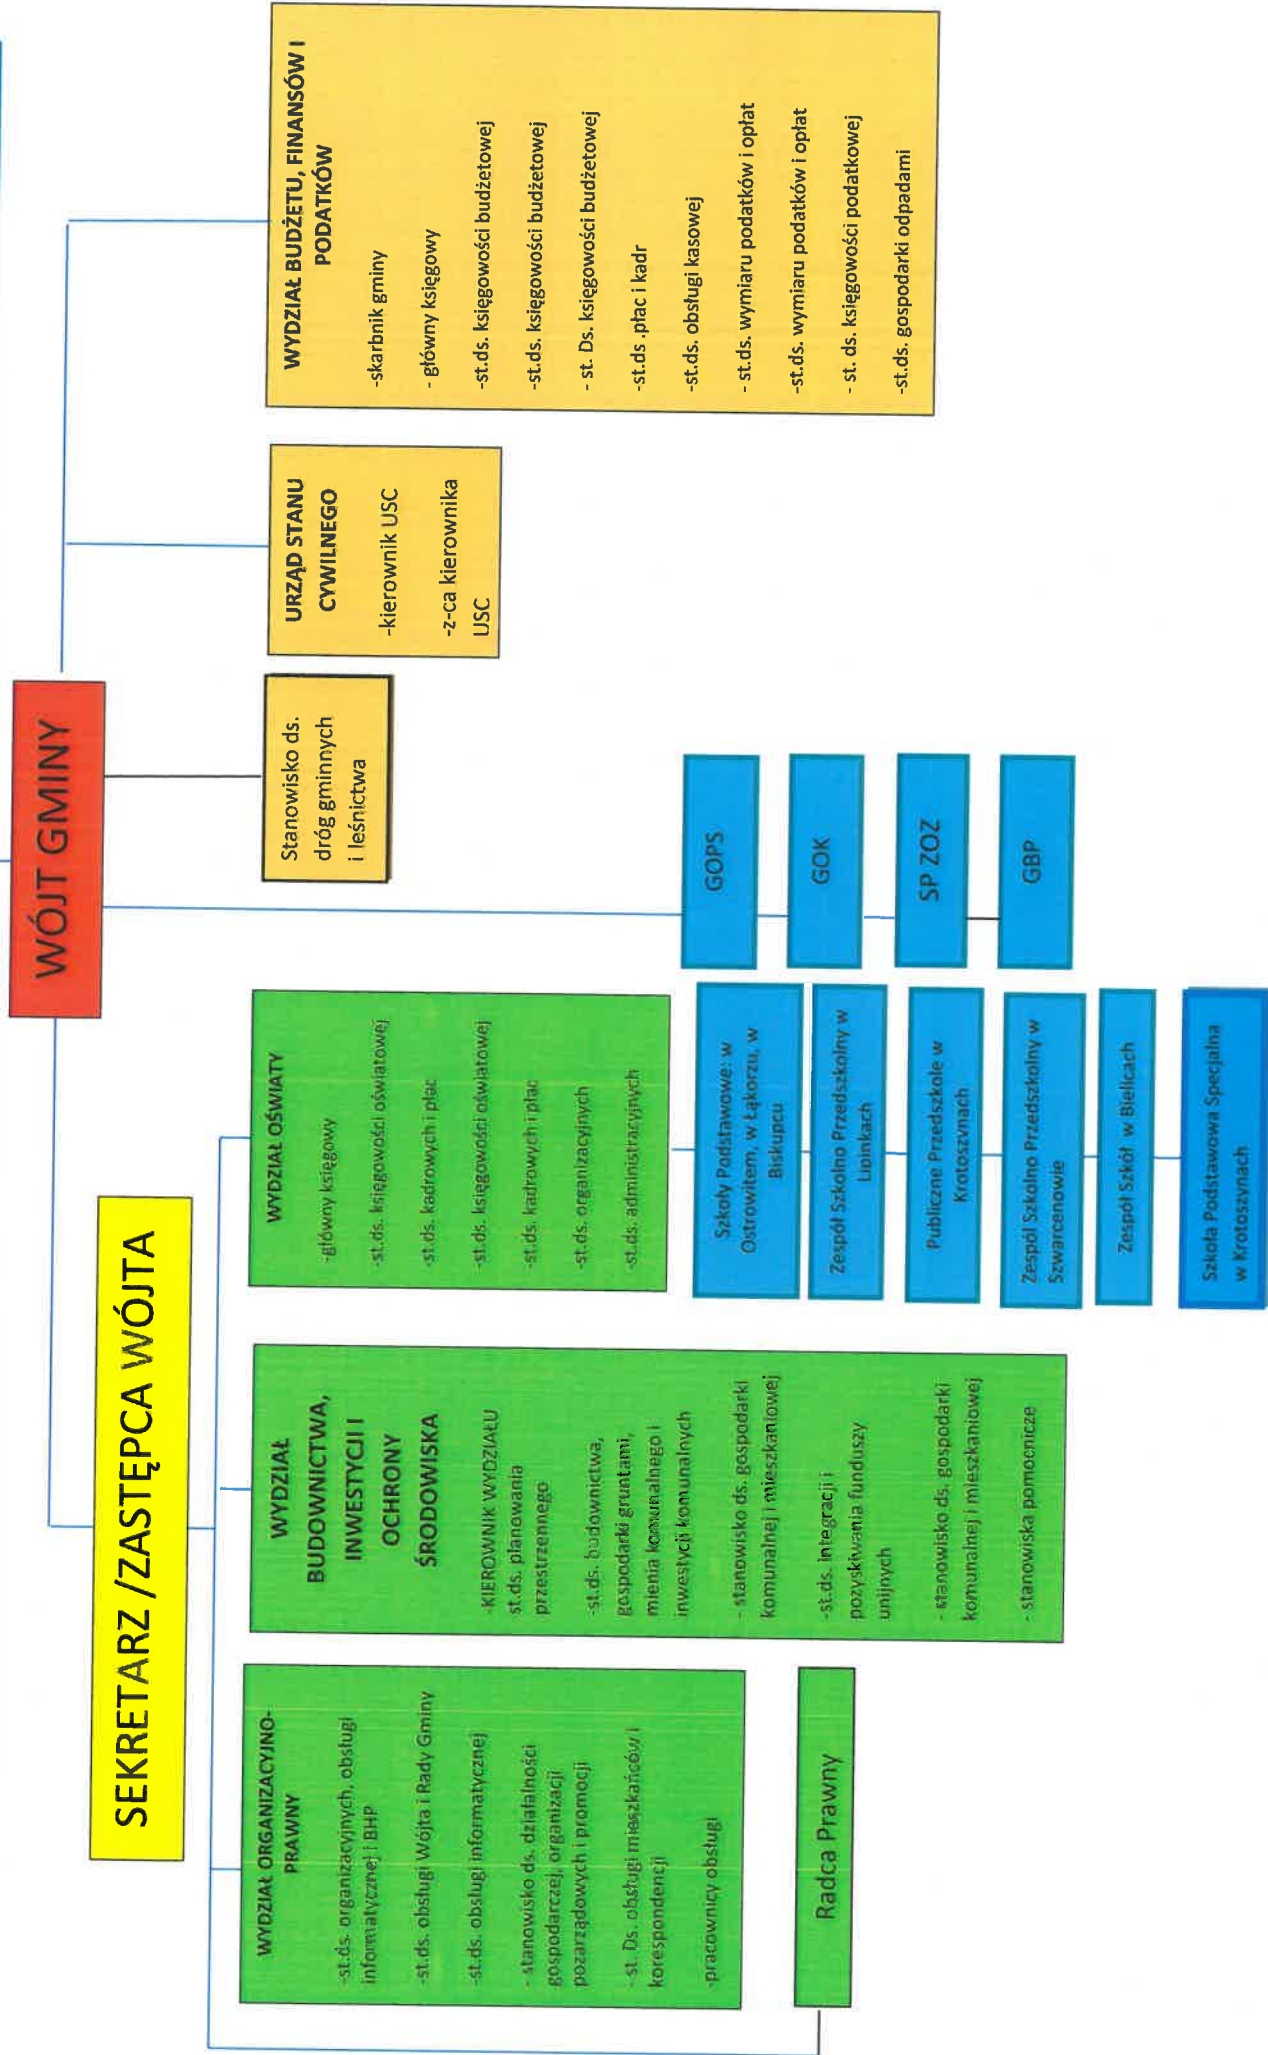 WÓJT GMINY
SEKRETARZ /ZASTĘPCA WÓJTA
WYDZIAŁ ORGANIZACYJNO-
PRAWNY
-st.ds. organizacyjnych, obsługi
informatycznej i BHP
-st.ds. obsługi Wójta i Rady Gminy
-st.ds. obsługi informatycznej
- stanowisko ds. działalności
gospodarczej, organizacji
pozarządowych i promocji
- st. Ds. obsługi mieszkańców i
korespondencji
-pracownicy obsługi
Radca Prawny
WYDZIAŁ
BUDOWNICTWA,
INWESTYCJI I
OCHRONY
ŚRODOWISKA
-KIEROWNIK WYDZIAŁU
st.ds. planowania
przestrzennego
-st.ds. budownictwa,
gospodarki gruntami,
mienia komunalnego i
inwestycji komunalnych
- stanowisko ds. gospodarki
komunalnej i mieszkaniowej
-st.ds. integracji i
pozyskiwania funduszy
unijnych
- stanowisko ds. gospodarki
komunalnej i mieszkaniowej
- stanowiska pomocnicze
WYDZIAŁ OŚWIATY
-główny księgowy
-st.ds. księgowości oświatowej
-st.ds. kadrowych i płac
-st.ds. księgowości oświatowej
-st.ds. kadrowych i płac
-st.ds. organizacyjnych
-st.ds. administracyjnych
Szkoły Podstawowe: w
Ostrowitem, w Łąkorzu, w
Biskupcu
Zespół Szkolno Przedszkolny w
Lipinkach
Publiczne Przedszkole w
Krotoszynach
Zespól Szkolno Przedszkolny w
Szwarcenowie
Zespół Szkół w Bielicach
Szkoła Podstawowa Specjalna
w Krotoszynach
GOPS
GOK
SP ZOZ
GBP
Stanowisko ds.
dróg gminnych
i leśnictwa
URZĄD STANU
CYWILNEGO
-kierownik USC
-z-ca kierownika
USC
WYDZIAŁ BUDŻETU, FINANSÓW I
PODATKÓW
-skarbnik gminy
- główny księgowy
-st.ds. księgowości budżetowej
-st.ds. księgowości budżetowej
- st. Ds. księgowości budżetowej
-st.ds .płac i kadr
-st.ds. obsługi kasowej
- st.ds. wymiaru podatków i opłat
-st.ds. wymiaru podatków i opłat
- st. ds. księgowości podatkowej
-st.ds. gospodarki odpadami